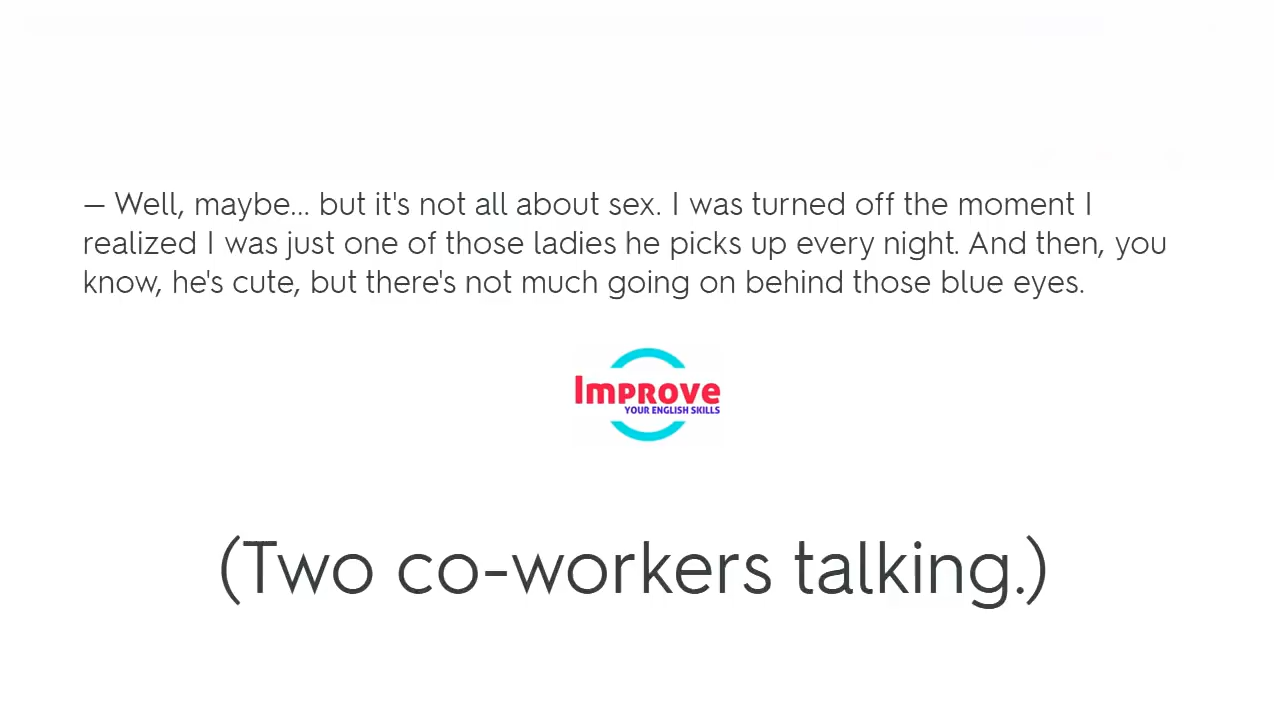 — Well, maybe... but it's not all about sex. I was turned off the moment I
realized I was just one of those ladies he picks up every night. And then, you
know, he's cute, but there's not much going on behind those blue eyes.
Improve
YOUR ENGLISH SKILLS
(Two co-workers talking.)